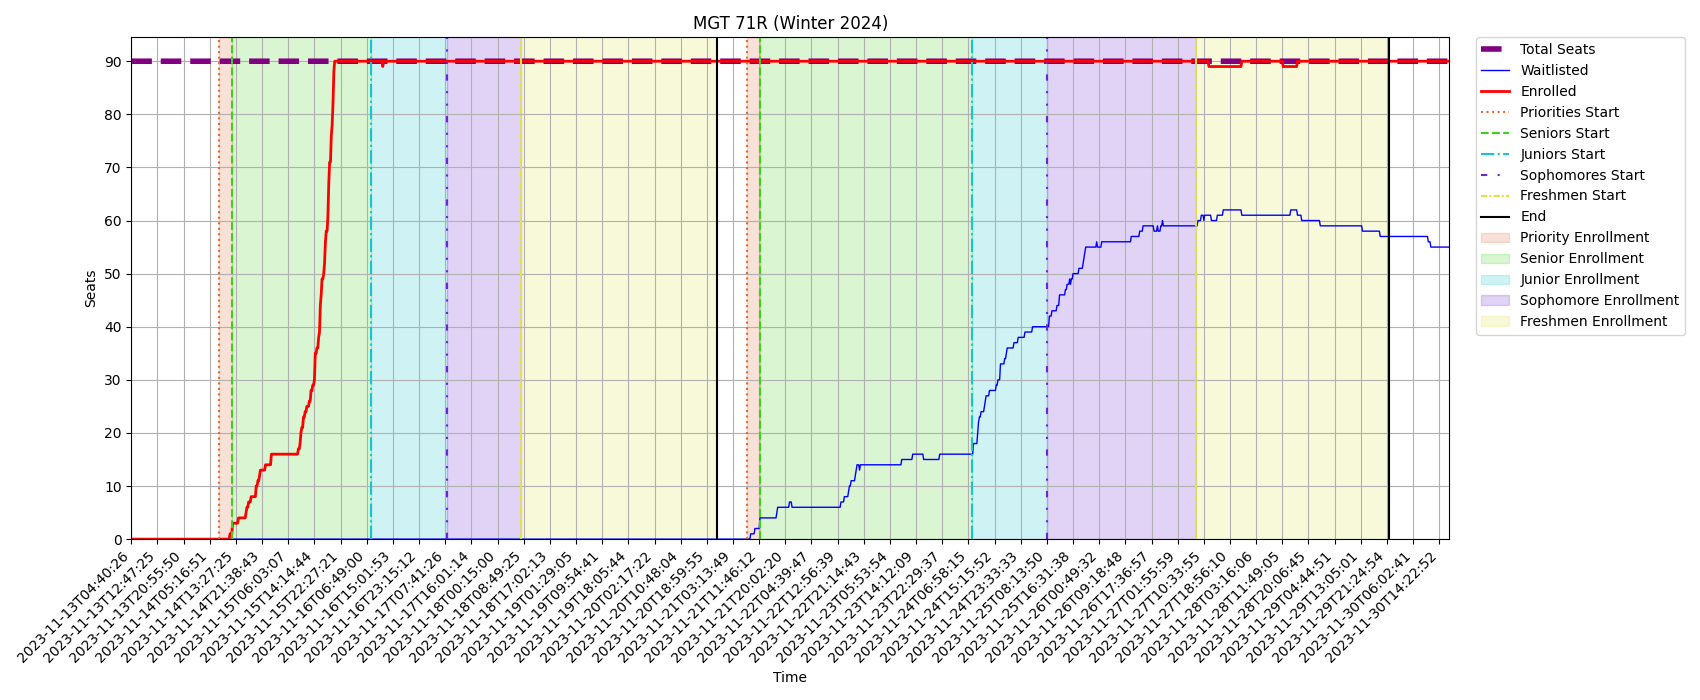 MGT 71R (Winter 2024)
Seats
90
80
70
60
50
40
30
20
10
0
2023-11-13T04:40:26
2023-11-13T12:47:25
2023-11-13T20:55:50
2023-11-14T05:16:51
2023-11-14T13:27:25
2023-11-14T21:38:43
2023-11-15T06:03:07
2023-11-15T14:14:44
2023-11-15T22:27:21
2023-11-16T06:49:00
2023-11-16T15:01:53
2023-11-16T23:15:12
2023-11-17T07:41:26
2023-11-17T16:01:14
2023-11-18T00:15:00
2023-11-18T08:49:25
2023-11-18T17:02:13
2023-11-19T01:29:05
2023-11-19T09:54:41
2023-11-19T18:05:44
2023-11-20T02:17:22
2023-11-20T10:48:04
2023-11-20T18:59:55
2023-11-21T03:13:49
2023-11-21T11:46:12
2023-11-21T20:02:20
2023-11-22T04:39:47
2023-11-22T12:56:39
2023-11-22T21:14:43
2023-11-23T05:53:54
2023-11-23T14:12:09
2023-11-23T22:29:37
2023-11-24T06:58:15
2023-11-24T15:15:52
2023-11-24T23:33:33
2023-11-25T08:13:50
2023-11-25T16:31:38
2023-11-26T00:49:32
2023-11-26T09:18:48
2023-11-26T17:36:57
2023-11-27T01:55:59
2023-11-27T10:33:55
2023-11-27T18:56:10
2023-11-28T03:16:06
2023-11-28T11:49:05
2023-11-28T20:06:45
2023-11-29T04:44:51
2023-11-29T13:05:01
2023-11-29T21:24:54
2023-11-30T06:02:41
2023-11-30T14:22:52
Time
Total Seats
Waitlisted
Enrolled
Priorities Start
Seniors Start
Juniors Start
Sophomores Start
Freshmen Start
End
Priority Enrollment
Senior Enrollment
Junior Enrollment
Sophomore Enrollment
Freshmen Enrollment